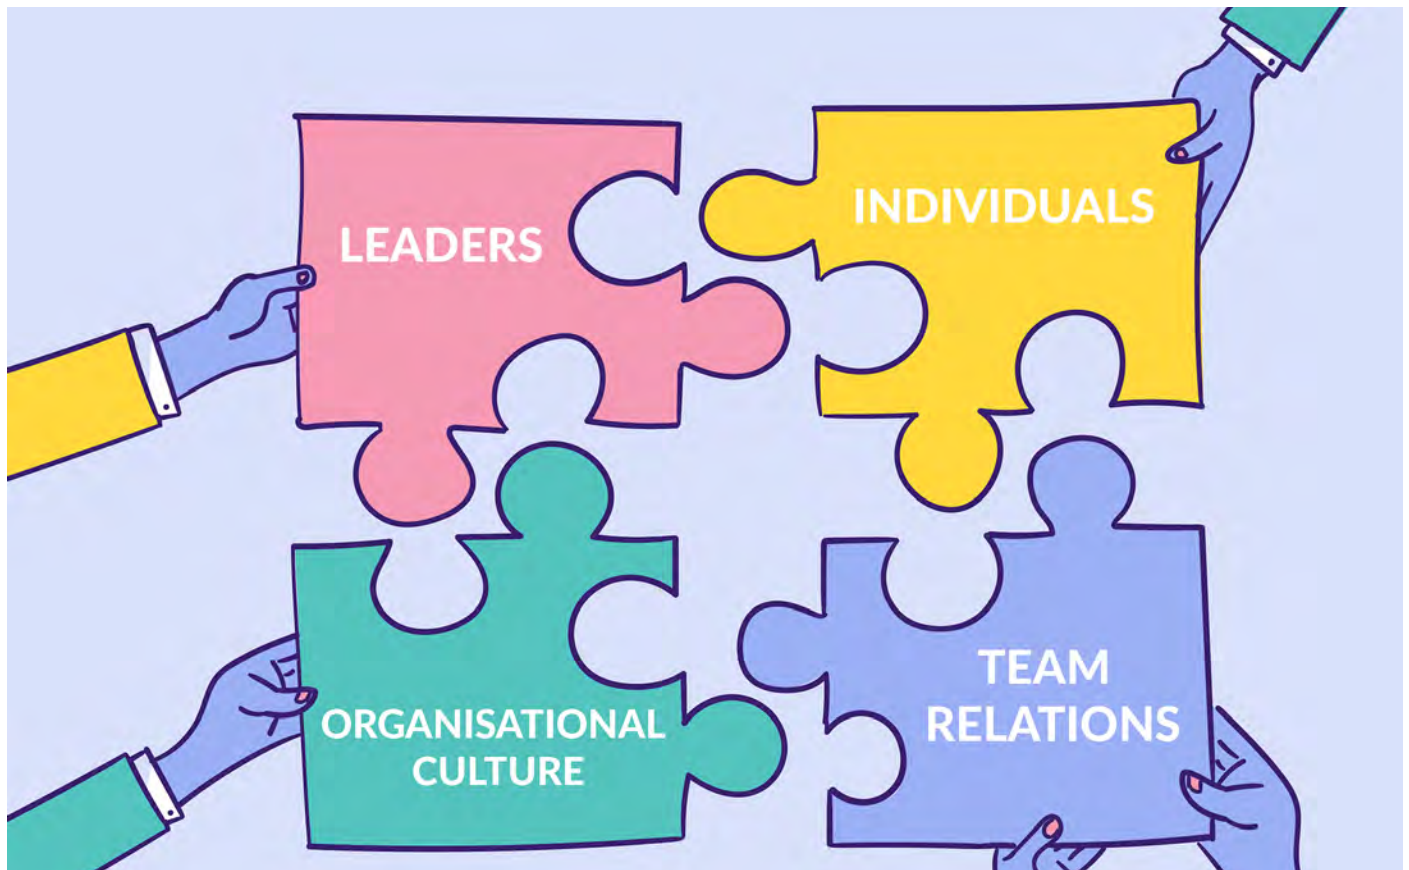 LEADERS
INDIVIDUALS
ORGANISATIONAL
CULTURE
TEAM
RELATIONS